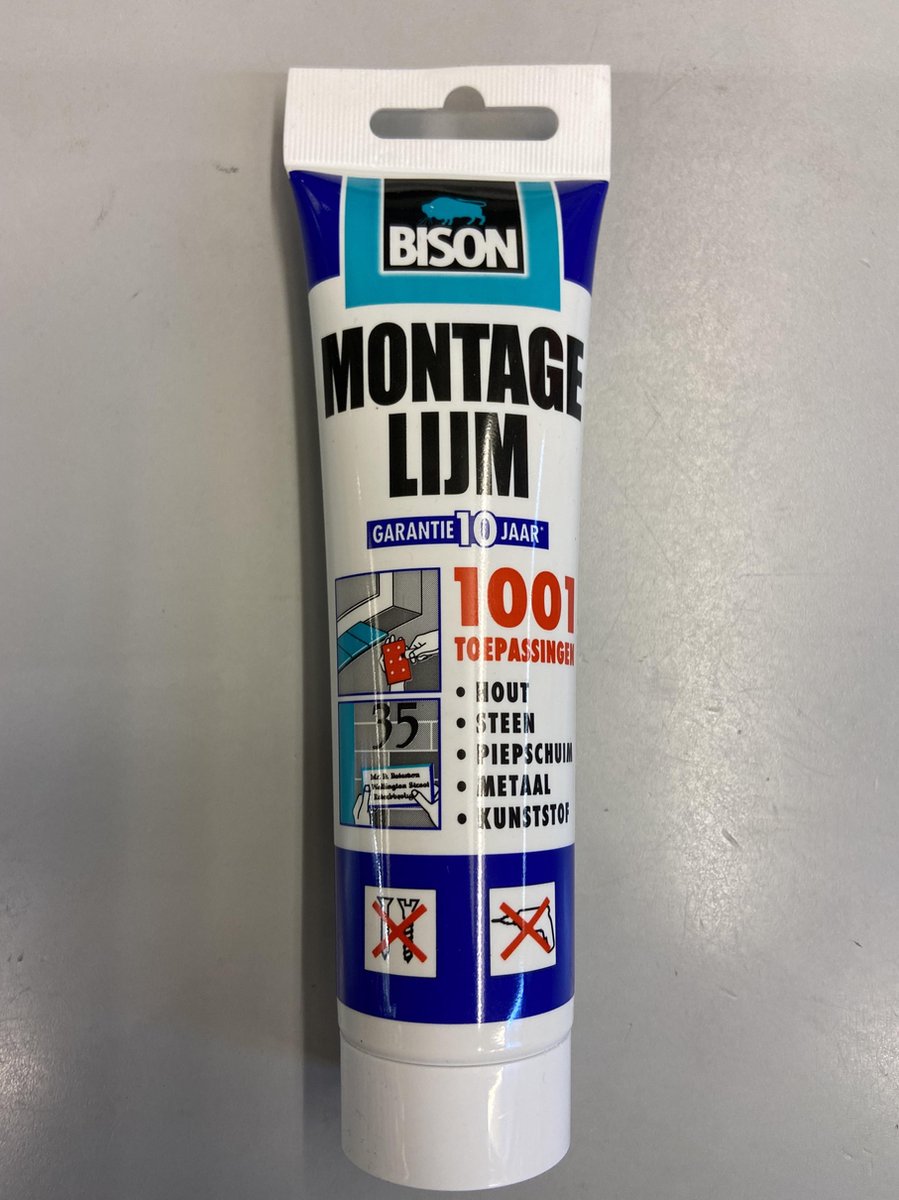 BISON
MONTAGE
LIJM
GARANTIE 10 JAAR*
1001
TOEPASSINGEN
• HOUT
• STEEN
• PIEPSCHUIM
• METAAL
• KUNSTSTOF
35